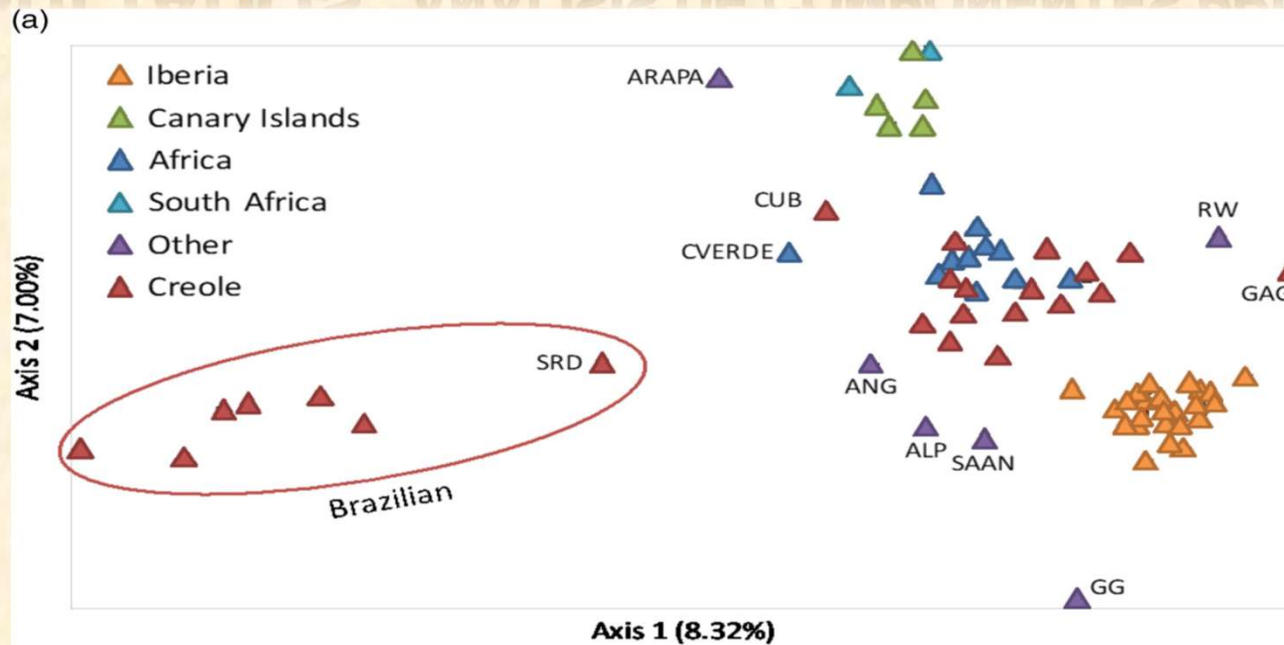 (a)
Iberia
Canary Islands
Africa
South Africa
Other
Creole
ARAPA
CUB
CVERDE
RW
GAG
SRD
ANG
ALP
SAAN
Brazilian
GG
Axis 2 (7.00%)
Axis 1 (8.32%)